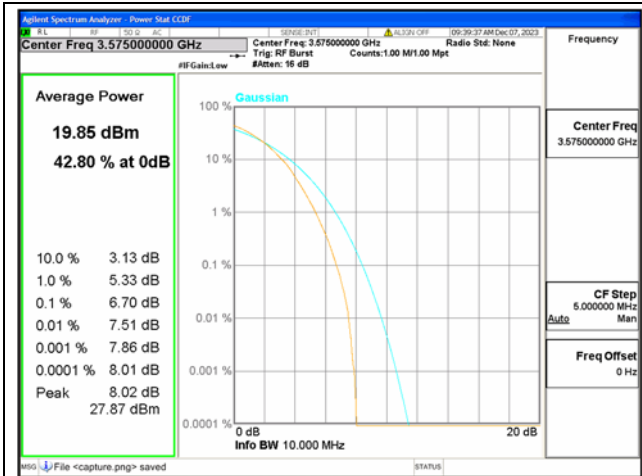 Agilent Spectrum Analyzer - Power Stat CCDF
RL RF 50 Ω AC SENSE:INT ALIGN OFF 09:39:37 AM Dec 07, 2023
Center Freq 3.575000000 GHz
Center Freq: 3.575000000 GHz Radio Std: None
Trig: RF Burst Counts:1.00 M/1.00 Mpt
#IFGain:Low #Atten: 16 dB
Frequency
Average Power
19.85 dBm
42.80 % at 0dB
10.0 % 3.13 dB
1.0 % 5.33 dB
0.1 % 6.70 dB
0.01 % 7.51 dB
0.001 % 7.86 dB
0.0001 % 8.01 dB
Peak 8.02 dB
27.87 dBm
Gaussian
100 %
10 %
1 %
0.1 %
0.01 %
0.001 %
0.0001 %
0 dB 20 dB
Info BW 10.000 MHz
Center Freq
3.575000000 GHz
CF Step
5.000000 MHz
Auto Man
Freq Offset
0 Hz
MSG File <capture.png> saved STATUS